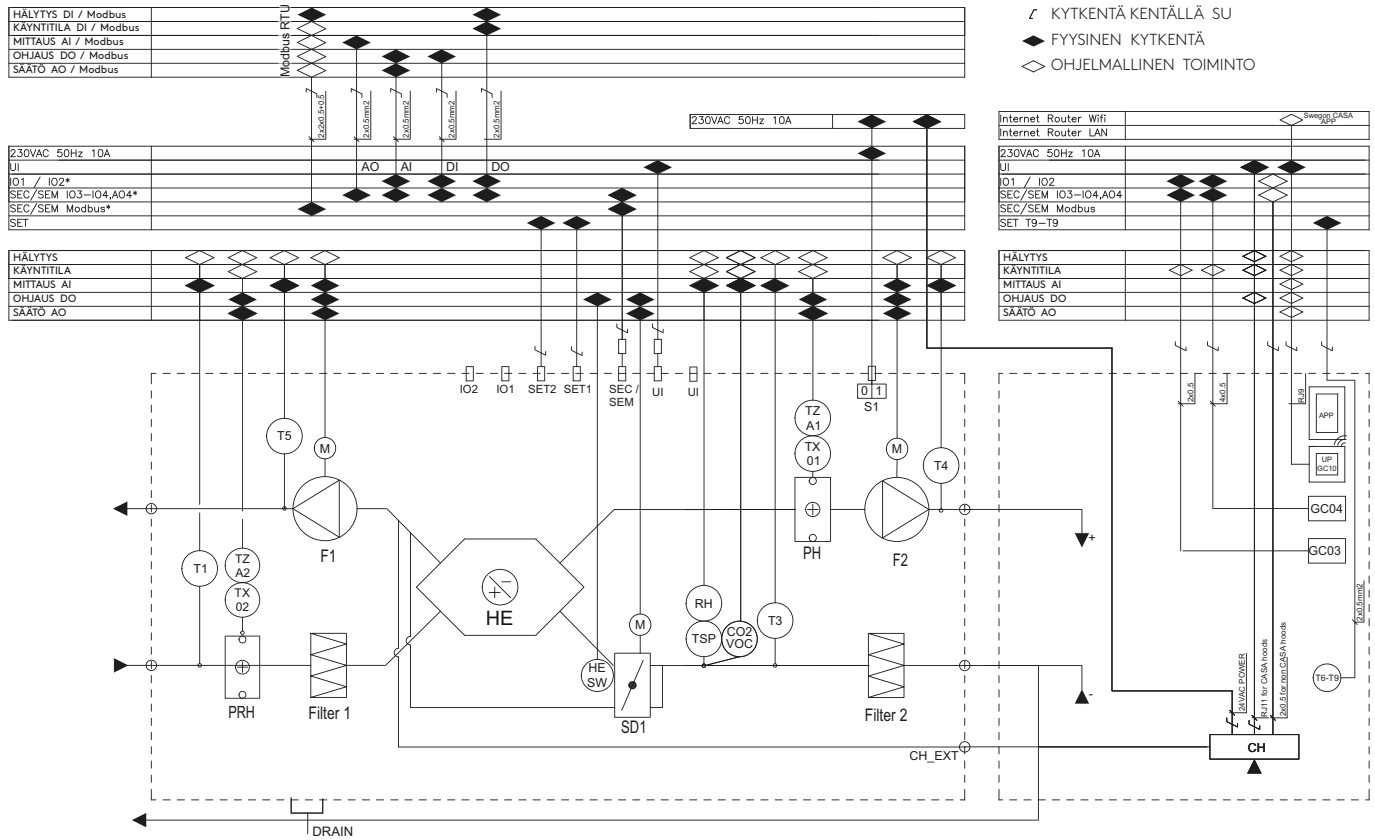 HÄLYTYS DI / Modbus
KÄYNTITILA DI / Modbus
MITTAUS AI / Modbus
OHJAUS DO / Modbus
SÄÄTÖ AO / Modbus
Modbus RTU
KYTKENTÄ KENTÄLLÄ SU
FYYSINEN KYTKENTÄ
OHJELMALLINEN TOIMINTO
2x2x0.5+0.5
2x0.5mm2
2x0.5mm2
2x0.5mm2
2x0.5mm2
230VAC 50Hz 10A
Internet Router Wifi
Internet Router LAN
Swegon CASA
APP
230VAC 50Hz 10A
UI
IO1 / IO2*
SEC/SEM IO3-IO4,AO4*
SEC/SEM Modbus*
SET
AO
AI
DI
DO
230VAC 50Hz 10A
UI
IO1 / IO2
SEC/SEM IO3-IO4,AO4
SEC/SEM Modbus
SET T9-T9
HÄLYTYS
KÄYNTITILA
MITTAUS AI
OHJAUS DO
SÄÄTÖ AO
HÄLYTYS
KÄYNTITILA
MITTAUS AI
OHJAUS DO
SÄÄTÖ AO
IO2
IO1
SET2
SET1
SEC /
SEM
UI
UI
0 1
S1
2x0.5
4x0.5
RJ9
APP
UP
GC10
GC04
GC03
T5
M
TZ
A1
TX
01
M
T4
F1
PH
F2
T1
TZ
A2
TX
02
HE
RH
TSP
CO2
VOC
T3
M
HE
SW
PRH
Filter 1
SD1
Filter 2
+
-
2x0.5mm2
T6-T9
24VAC POWER
RJ11 for CASA hoods
2x0.5 for non CASA hoods
CH_EXT
CH
DRAIN